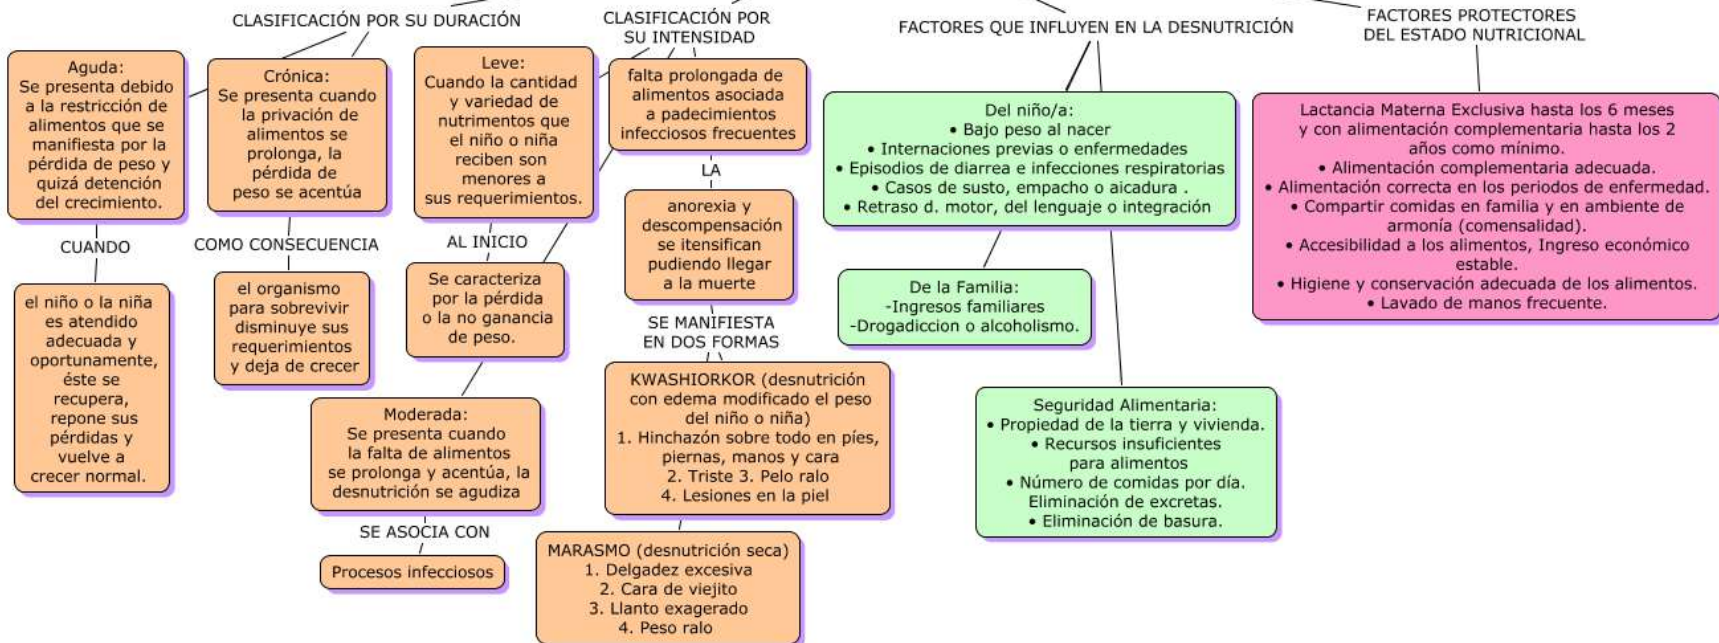 CLASIFICACIÓN POR SU DURACIÓN
Aguda:
Se presenta debido
a la restricción de
alimentos que se
manifiesta por la
pérdida de peso y
quizá detención
del crecimiento.
CUANDO
el niño o la niña
es atendido
adecuada y
oportunamente,
éste se
recupera,
repone sus
pérdidas y
vuelve a
crecer normal.
Crónica:
Se presenta cuando
la privación de
alimentos se
prolonga, la
pérdida de
peso se acentúa
COMO CONSECUENCIA
el organismo
para sobrevivir
disminuye sus
requerimientos
y deja de crecer
CLASIFICACIÓN POR
SU INTENSIDAD
Leve:
Cuando la cantidad
y variedad de
nutrimentos que
el niño o niña
reciben son
menores a
sus requerimientos.
AL INICIO
Se caracteriza
por la pérdida
o la no ganancia
de peso.
Moderada:
Se presenta cuando
la falta de alimentos
se prolonga y acentúa, la
desnutrición se agudiza
SE ASOCIA CON
Procesos infecciosos
falta prolongada de
alimentos asociada
a padecimientos
infecciosos frecuentes
LA
anorexia y
descompensación
se itensifican
pudiendo llegar
a la muerte
SE MANIFIESTA
EN DOS FORMAS
KWASHIORKOR (desnutrición
con edema modificado el peso
del niño o niña)
1. Hinchazón sobre todo en píes,
piernas, manos y cara
2. Triste 3. Pelo ralo
4. Lesiones en la piel
MARASMO (desnutrición seca)
1. Delgadez excesiva
2. Cara de viejito
3. Llanto exagerado
4. Peso ralo
FACTORES QUE INFLUYEN EN LA DESNUTRICIÓN
Del niño/a:
• Bajo peso al nacer
• Internaciones previas o enfermedades
• Episodios de diarrea e infecciones respiratorias
• Casos de susto, empacho o aicadura .
• Retraso d. motor, del lenguaje o integración
De la Familia:
-Ingresos familiares
-Drogadiccion o alcoholismo.
Seguridad Alimentaria:
• Propiedad de la tierra y vivienda.
• Recursos insuficientes
para alimentos
• Número de comidas por día.
Eliminación de excretas.
• Eliminación de basura.
FACTORES PROTECTORES
DEL ESTADO NUTRICIONAL
Lactancia Materna Exclusiva hasta los 6 meses
y con alimentación complementaria hasta los 2
años como mínimo.
• Alimentación complementaria adecuada.
• Alimentación correcta en los periodos de enfermedad.
• Compartir comidas en familia y en ambiente de
armonía (comensalidad).
• Accesibilidad a los alimentos, Ingreso económico
estable.
• Higiene y conservación adecuada de los alimentos.
• Lavado de manos frecuente.